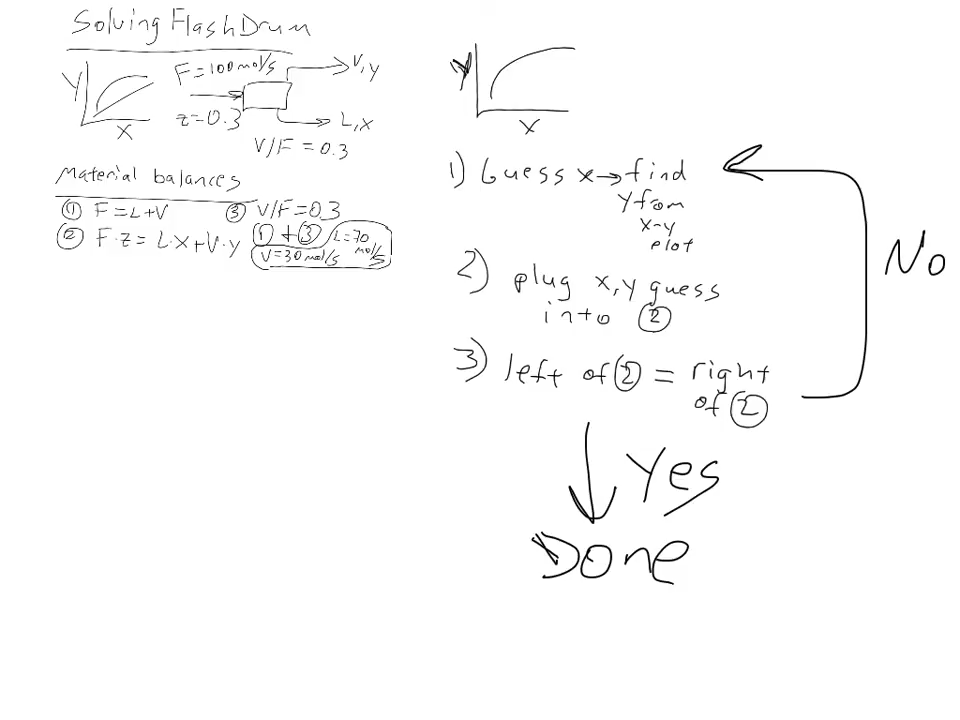 Solving Flash Drum
Y
X
F=100 mol/s
z=0.3
V,y
L,x
V/F = 0.3
Material balances
① F=L+V
③ V/F=0.3
② F·z = L·x+V·y
① + ③ L=70 mol/s
V=30 mol/s
y
x
1) Guess x→find
y from
x-y
plot
2) plug x,y guess
into ②
3) left of ② = right
of ②
No
Yes
Done